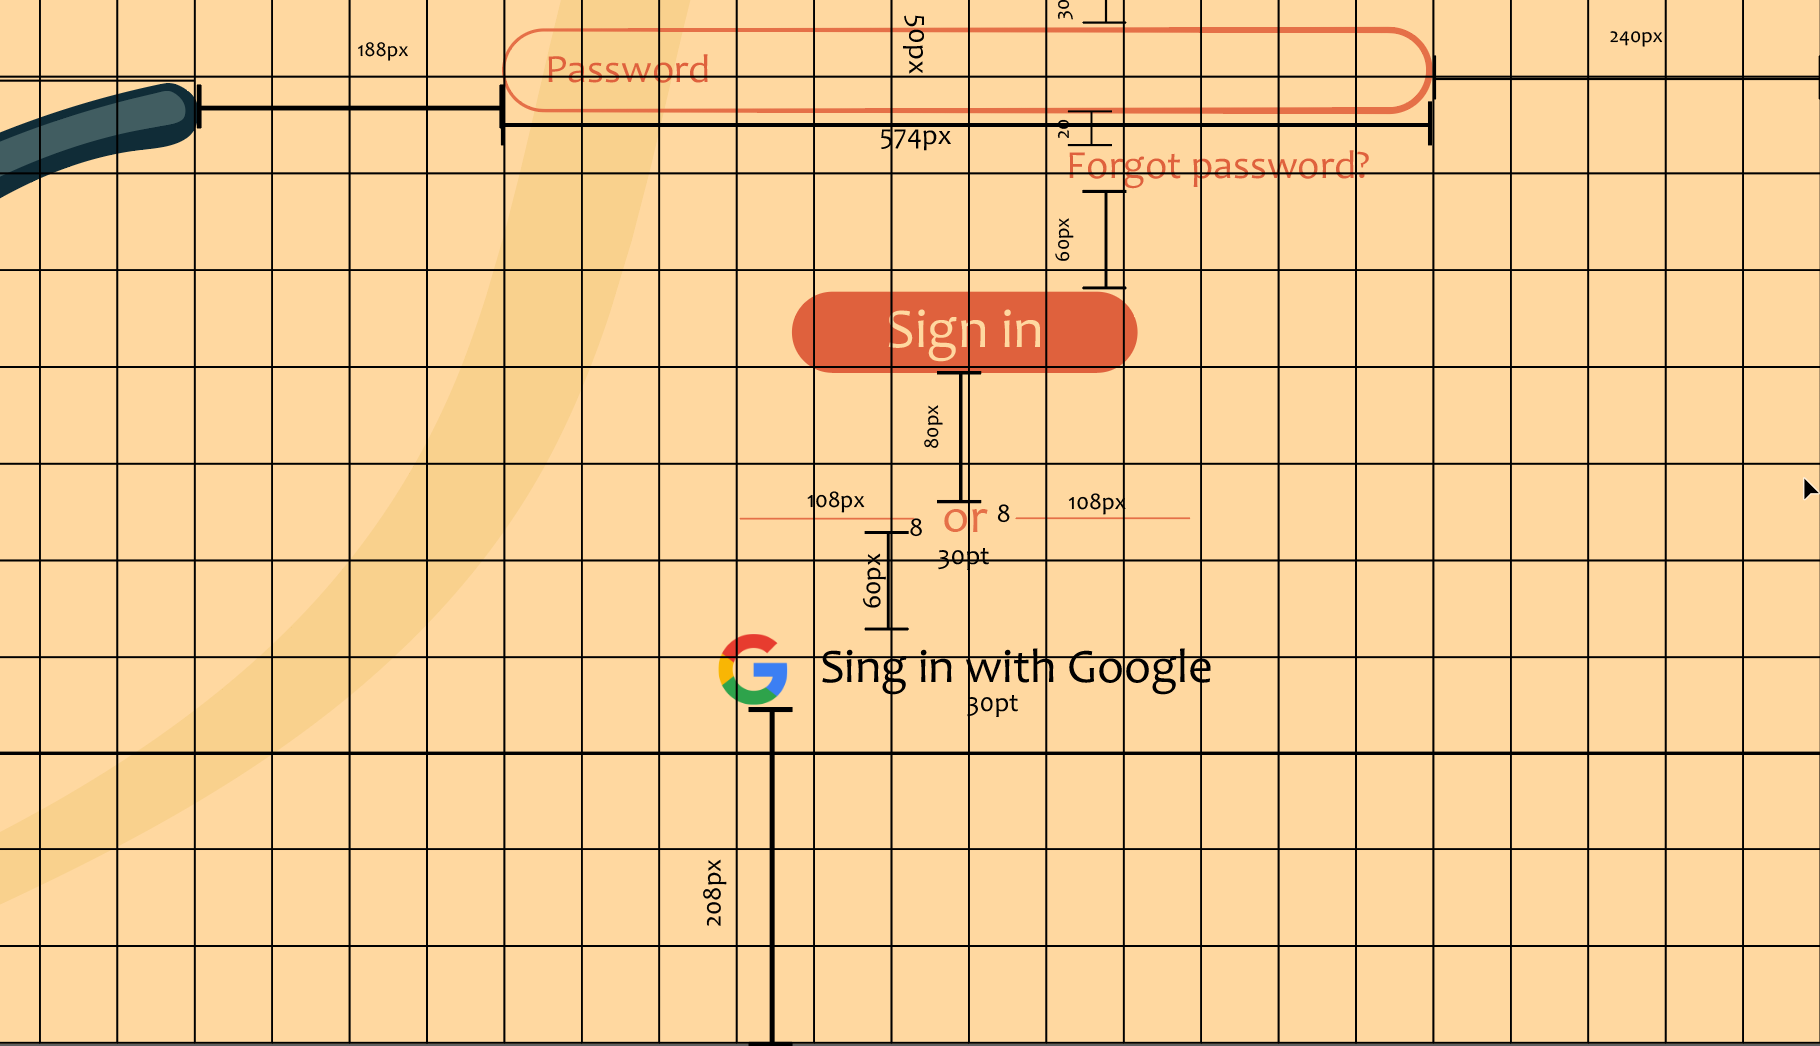 30
50px
240px
188px
Password
20
574px
Forgot password?
60px
Sign in
80px
108px
108px
8
or
8
30pt
60px
Sing in with Google
30pt
208px